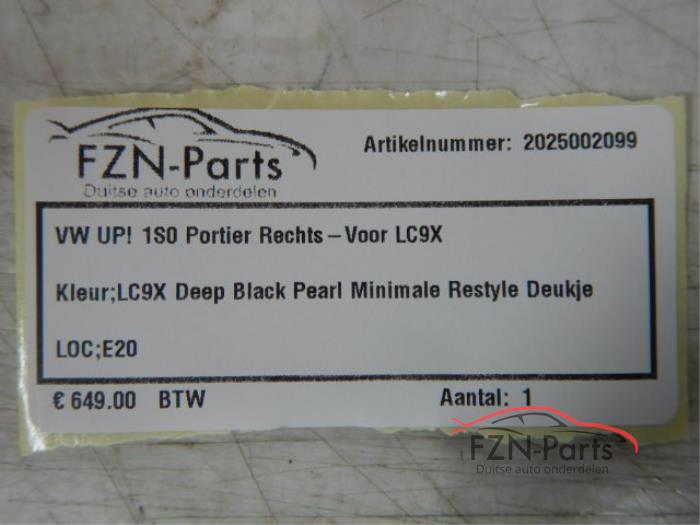 FZN-Parts
Duitse auto onderdelen
Artikelnummer: 2025002099
VW UP! 1S0 Portier Rechts – Voor LC9X
Kleur;LC9X Deep Black Pearl Minimale Restyle Deukje
LOC;E20
€ 649.00 BTW
Aantal: 1
FZN-Parts
Duitse auto onderdelen